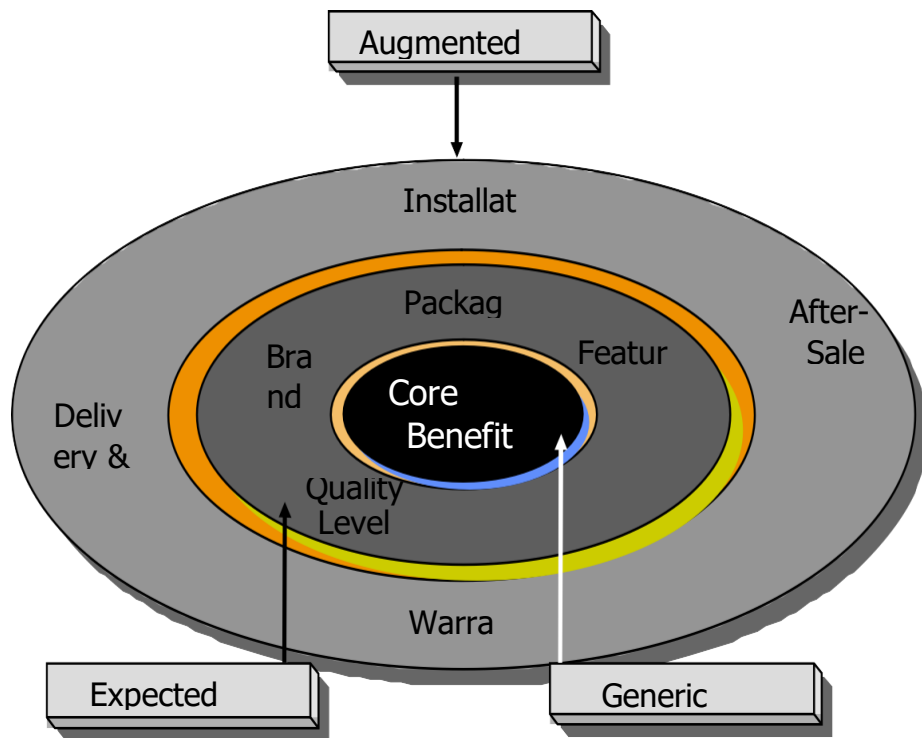 Augmented
Installat
After-
Sale
Packag
Featur
Bra
nd
Core
Benefit
Deliv
ery &
Quality
Level
Warra
Expected
Generic